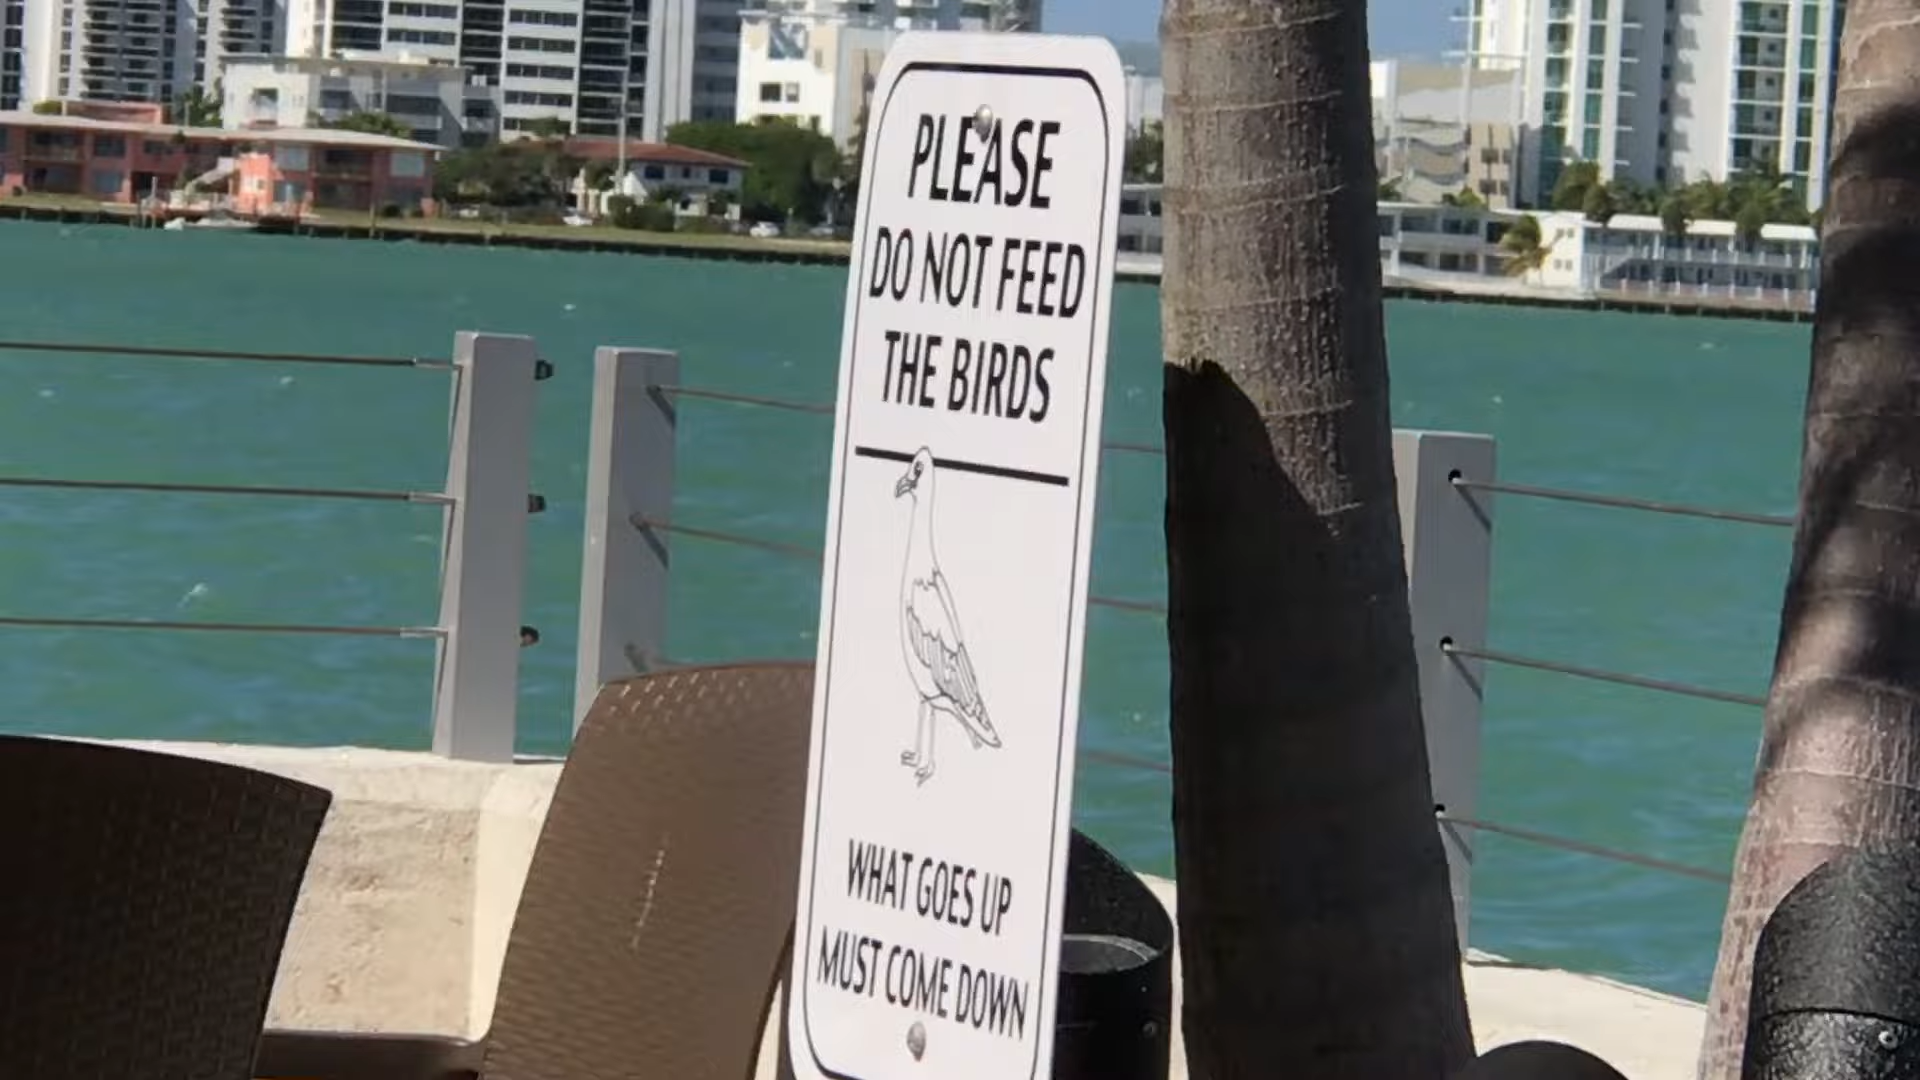 PLEASE
DO NOT FEED
THE BIRDS
WHAT GOES UP
MUST COME DOWN